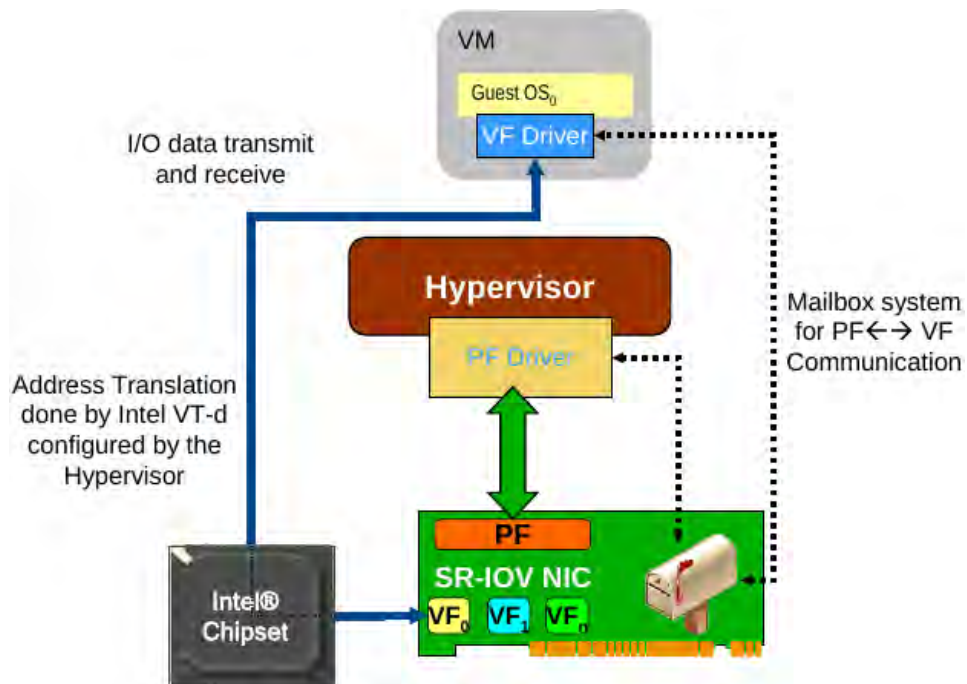 VM
Guest OS₀
VF Driver
I/O data transmit
and receive
Hypervisor
PF Driver
Mailbox system
for PF←→ VF
Communication
Address Translation
done by Intel VT-d
configured by the
Hypervisor
PF
SR-IOV NIC
VF₀ VF₁ VFₙ
Intel®
Chipset